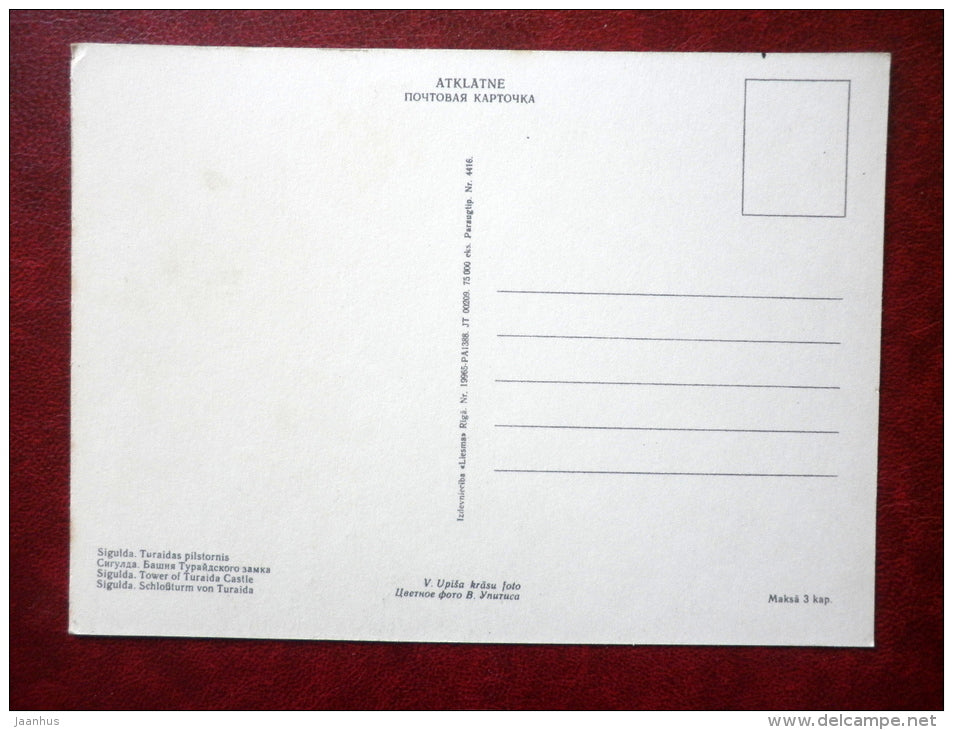 ATKLATNE
ПОЧТОВАЯ КАРТОЧКА
Izdevniecība «Liesma» Rīgā. Nr. 19965-PA1388. JT 00209. 75 000 eks. Paraugtip. Nr. 4416.
Sigulda. Turaidas pilstornis
Сигулда. Башня Турайдского замка
Sigulda. Tower of Turaida Castle
Sigulda. Schloßturm von Turaida
V. Upīša krāsu foto
Цветное фото В. Упитиса
Maksā 3 kap.
jaanhus
www.delcampe.net